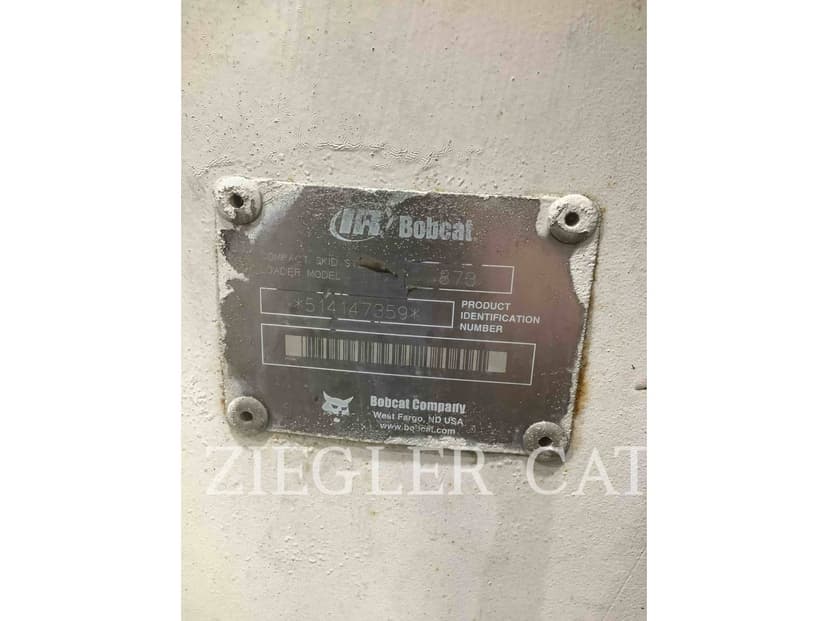 IR Bobcat
COMPACT SKID
LOADER MODEL
873
*514147359*
PRODUCT
IDENTIFICATION
NUMBER
Bobcat Company
West Fargo, ND USA
www.bobcat.com
ZIEGLER CAT